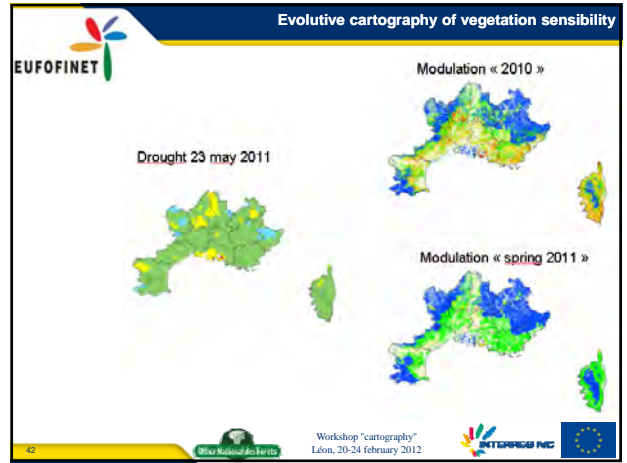 Evolutive cartography of vegetation sensibility
EUFOFINET
Modulation « 2010 »
Drought 23 may 2011
Modulation « spring 2011 »
42
Office National des Forêts
Workshop "cartography"
Léon, 20-24 february 2012
INTERREG IVC